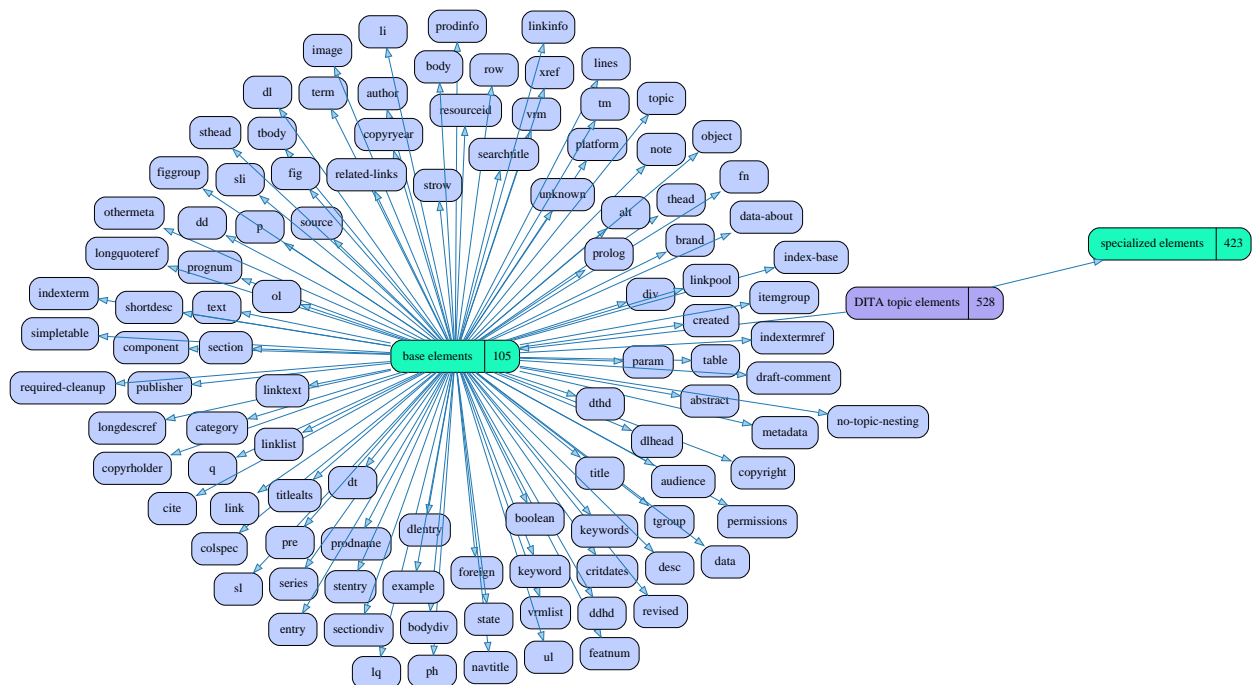 li
prodinfo
linkinfo
image
body
row
xref
lines
dl
term
author
resourceid
vrm
tm
topic
sthead
tbody
copyryear
searchtitle
platform
note
object
figgroup
sli
fig
related-links
strow
unknown
thead
fn
othermeta
dd
p
source
alt
brand
data-about
longquoteref
prognum
prolog
linkpool
index-base
specialized elements 423
indexterm
shortdesc
text
ol
div
itemgroup
DITA topic elements 528
simpletable
component
section
created
indextermref
base elements 105
param
table
required-cleanup
publisher
linktext
draft-comment
longdescref
category
linklist
dthd
abstract
metadata
no-topic-nesting
copyrholder
q
dlhead
copyright
cite
link
titlealts
dt
title
audience
colspec
pre
prodname
dlentry
boolean
keywords
tgroup
permissions
sl
series
stentry
example
foreign
keyword
critdates
desc
data
entry
sectiondiv
bodydiv
state
vrmlist
ddhd
revised
lq
ph
navtitle
ul
featnum